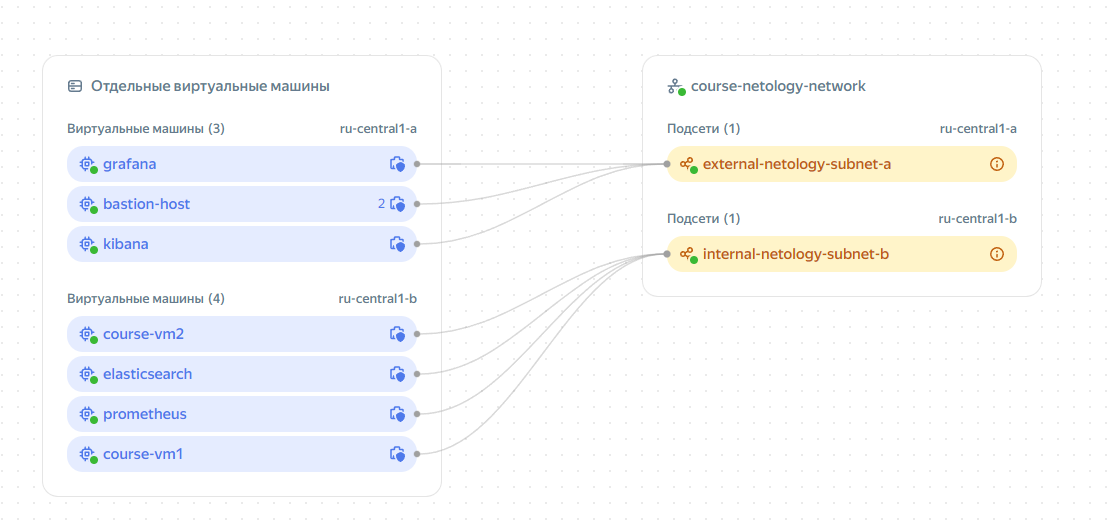 Отдельные виртуальные машины
Виртуальные машины (3) ru-central1-a
grafana
bastion-host 2
kibana
Виртуальные машины (4) ru-central1-b
course-vm2
elasticsearch
prometheus
course-vm1
course-netology-network
Подсети (1) ru-central1-a
external-netology-subnet-a
Подсети (1) ru-central1-b
internal-netology-subnet-b